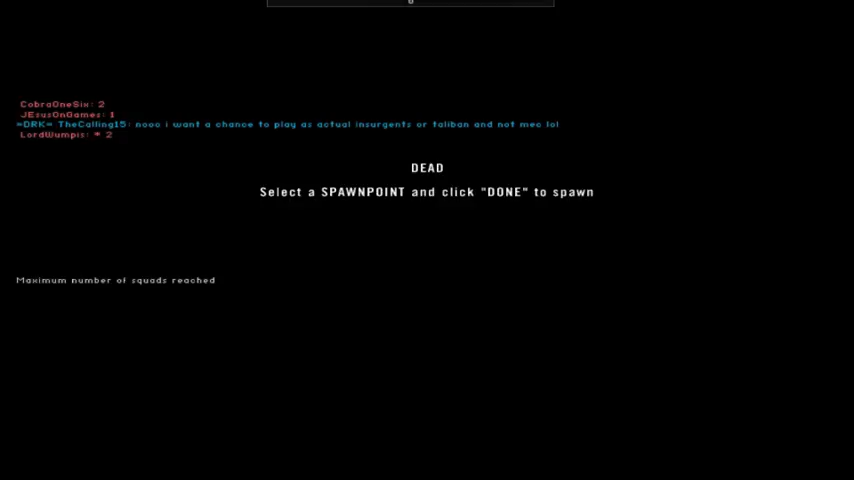 CobraOneSix: 2
JEsusOnGames: 1
=DRK= TheCalling15: nooo i want a chance to play as actual insurgents or taliban and not mec lol
LordWumpis: * 2
DEAD
Select a SPAWNPOINT and click "DONE" to spawn
Maximum number of squads reached